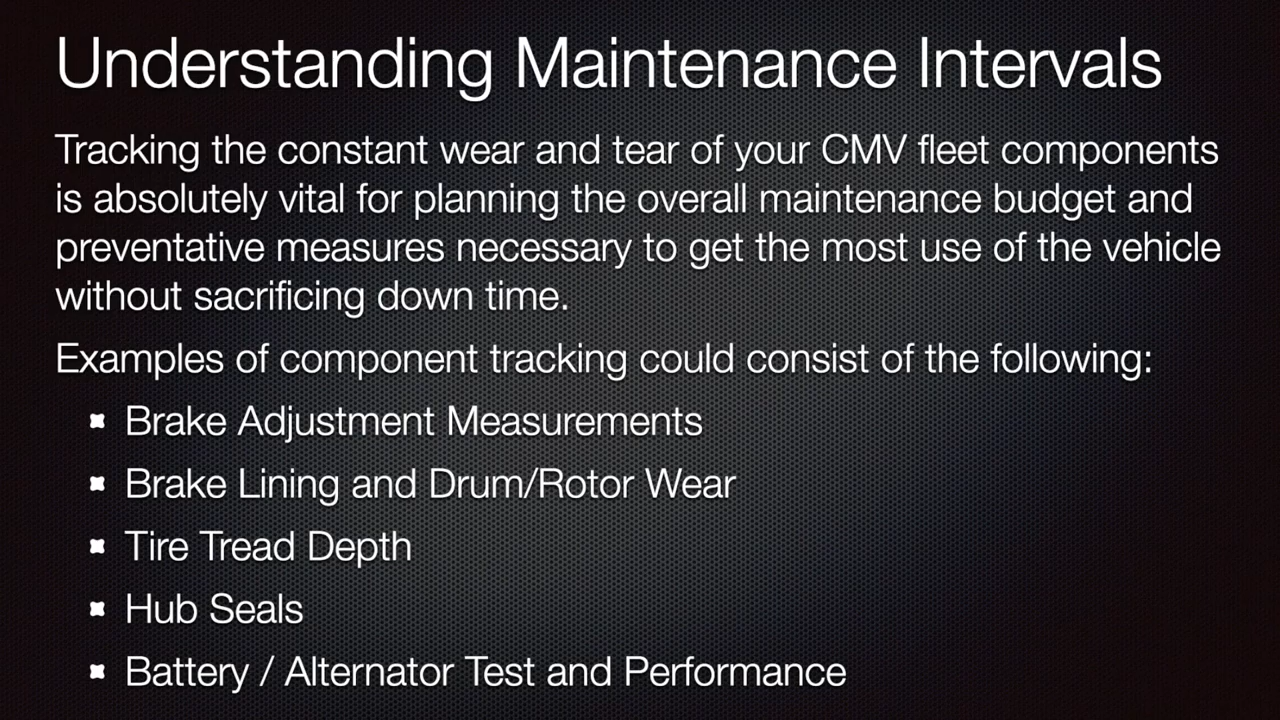 Understanding Maintenance Intervals
Tracking the constant wear and tear of your CMV fleet components
is absolutely vital for planning the overall maintenance budget and
preventative measures necessary to get the most use of the vehicle
without sacrificing down time.
Examples of component tracking could consist of the following:
Brake Adjustment Measurements
Brake Lining and Drum/Rotor Wear
Tire Tread Depth
Hub Seals
Battery / Alternator Test and Performance